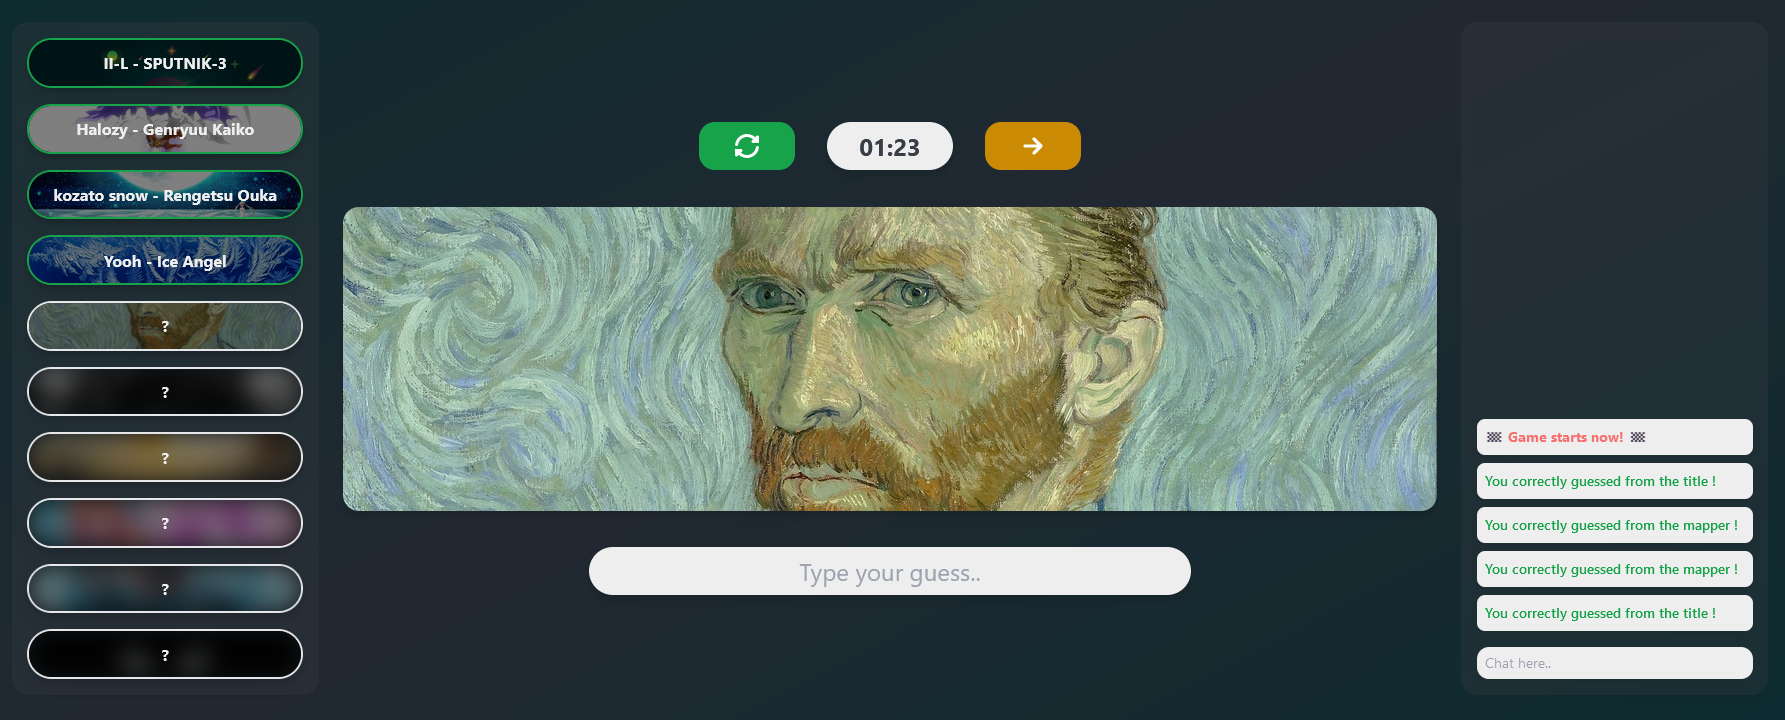 II-L - SPUTNIK-3
Halozy - Genryuu Kaiko
kozato snow - Rengetsu Ouka
Yooh - Ice Angel
?
?
?
?
?
?
01:23
Type your guess..
🏁 Game starts now! 🏁
You correctly guessed from the title !
You correctly guessed from the mapper !
You correctly guessed from the mapper !
You correctly guessed from the title !
Chat here..